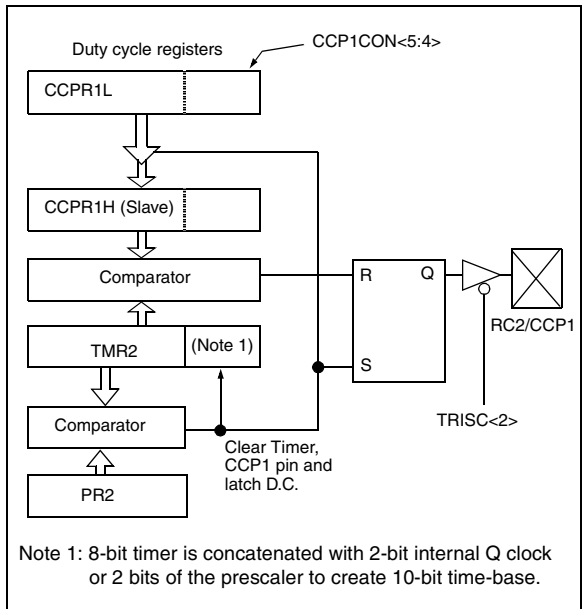 Duty cycle registers
CCP1CON<5:4>
CCPR1L
CCPR1H (Slave)
Comparator
R
Q
RC2/CCP1
TMR2
(Note 1)
S
TRISC<2>
Comparator
Clear Timer,
CCP1 pin and
latch D.C.
PR2
Note 1: 8-bit timer is concatenated with 2-bit internal Q clock
or 2 bits of the prescaler to create 10-bit time-base.